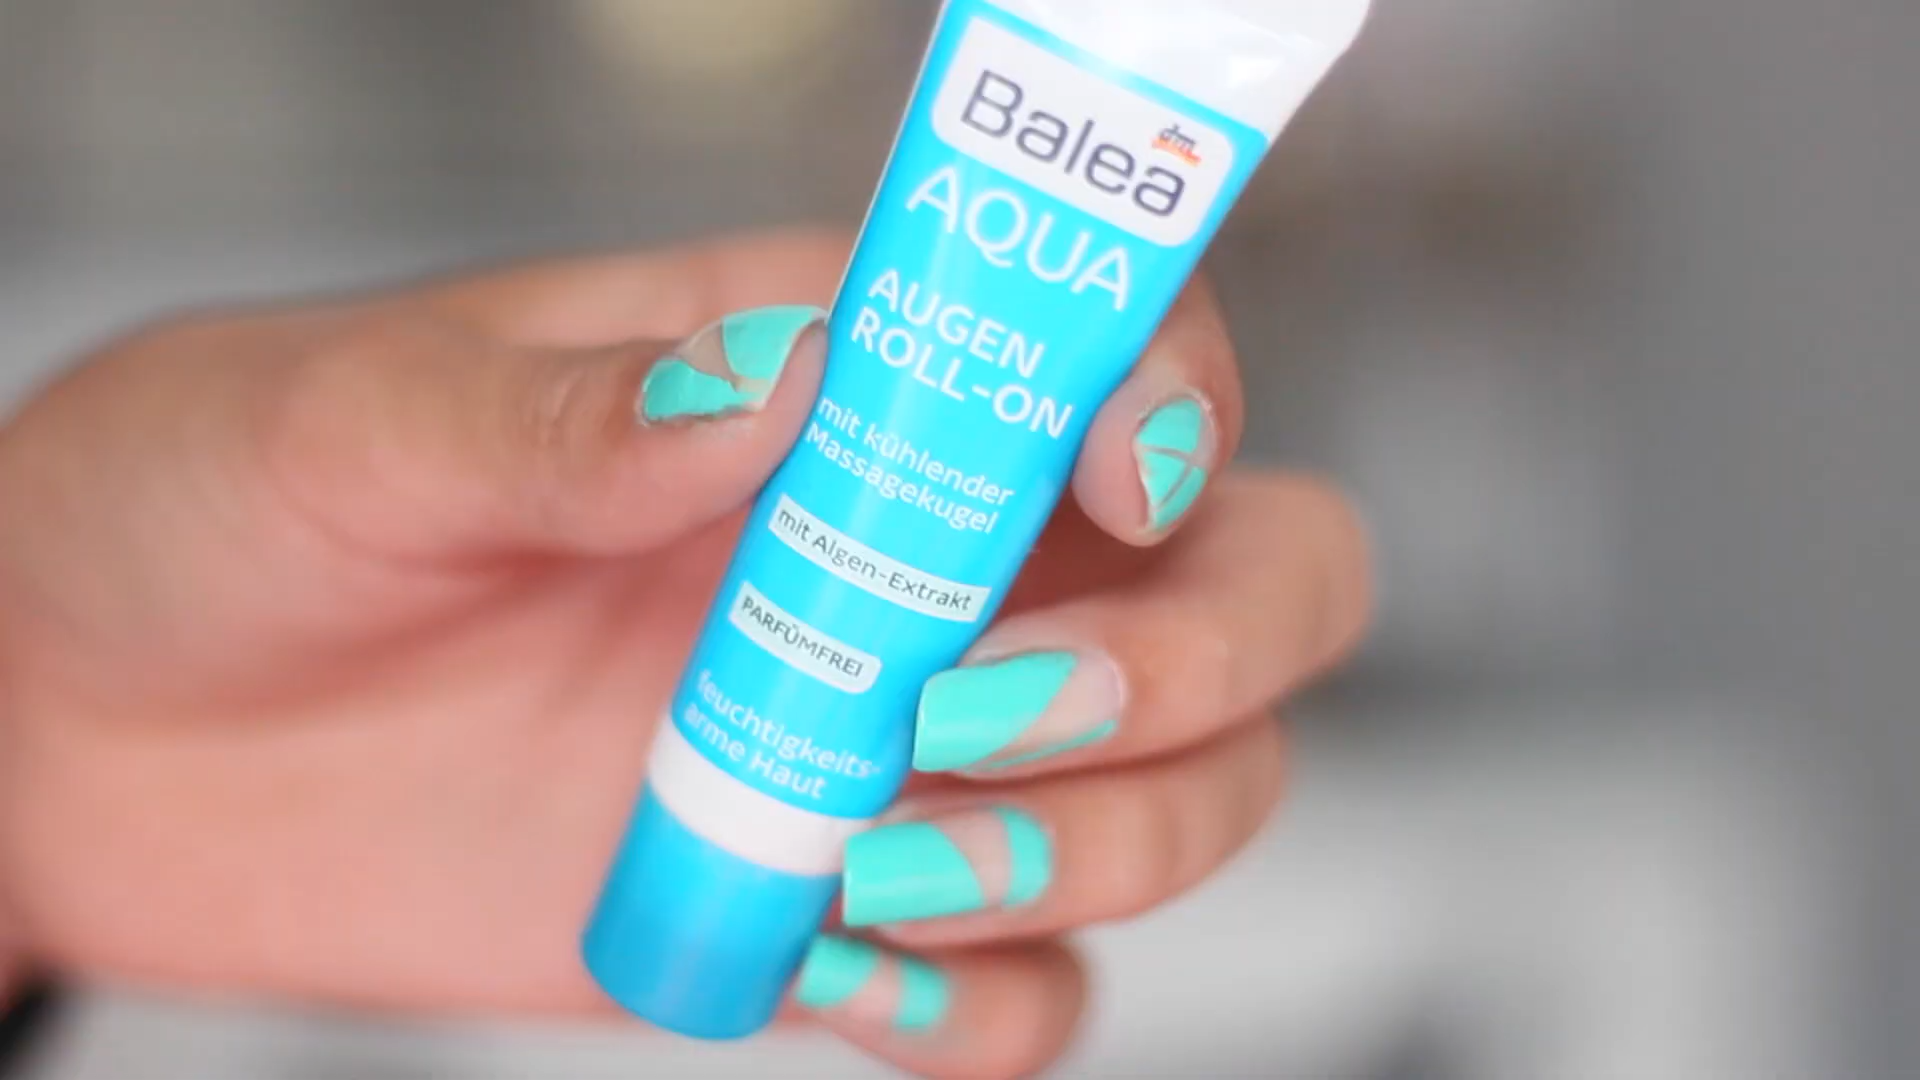 Balea
dm
AQUA
AUGEN
ROLL-ON
mit kühlender
Massagekugel
mit Algen-Extrakt
PARFÜMFREI
feuchtigkeits-
arme Haut